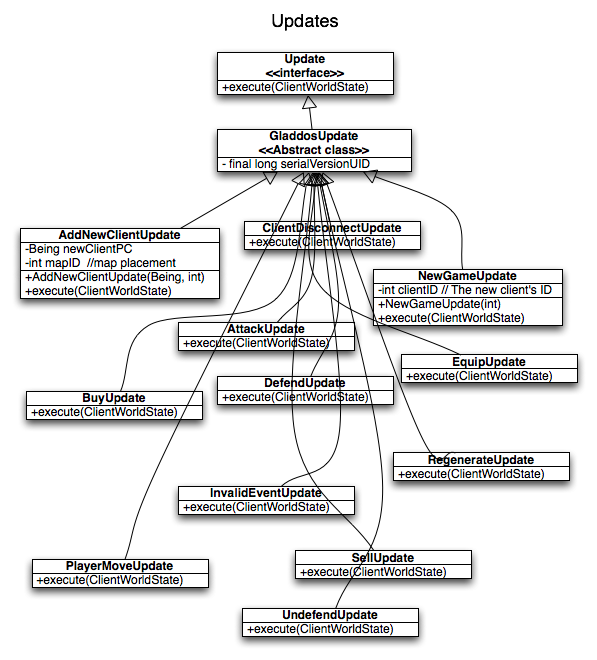 Updates
Update
<<interface>>
+execute(ClientWorldState)
GladdosUpdate
<<Abstract class>>
- final long serialVersionUID
AddNewClientUpdate
-Being newClientPC
-int mapID  //map placement
+AddNewClientUpdate(Being, int)
+execute(ClientWorldState)
ClientDisconnectUpdate
+execute(ClientWorldState)
NewGameUpdate
-int clientID // The new client's ID
+NewGameUpdate(int)
+execute(ClientWorldState)
AttackUpdate
+execute(ClientWorldState)
EquipUpdate
+execute(ClientWorldState)
DefendUpdate
+execute(ClientWorldState)
BuyUpdate
+execute(ClientWorldState)
RegenerateUpdate
+execute(ClientWorldState)
InvalidEventUpdate
+execute(ClientWorldState)
SellUpdate
+execute(ClientWorldState)
PlayerMoveUpdate
+execute(ClientWorldState)
UndefendUpdate
+execute(ClientWorldState)